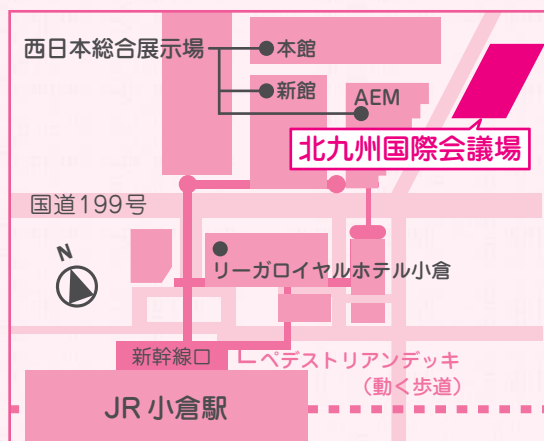 西日本総合展示場
本館
新館
AEM
北九州国際会議場
国道199号
N
リーガロイヤルホテル小倉
新幹線口
ペデストリアンデッキ
（動く歩道）
JR 小倉駅